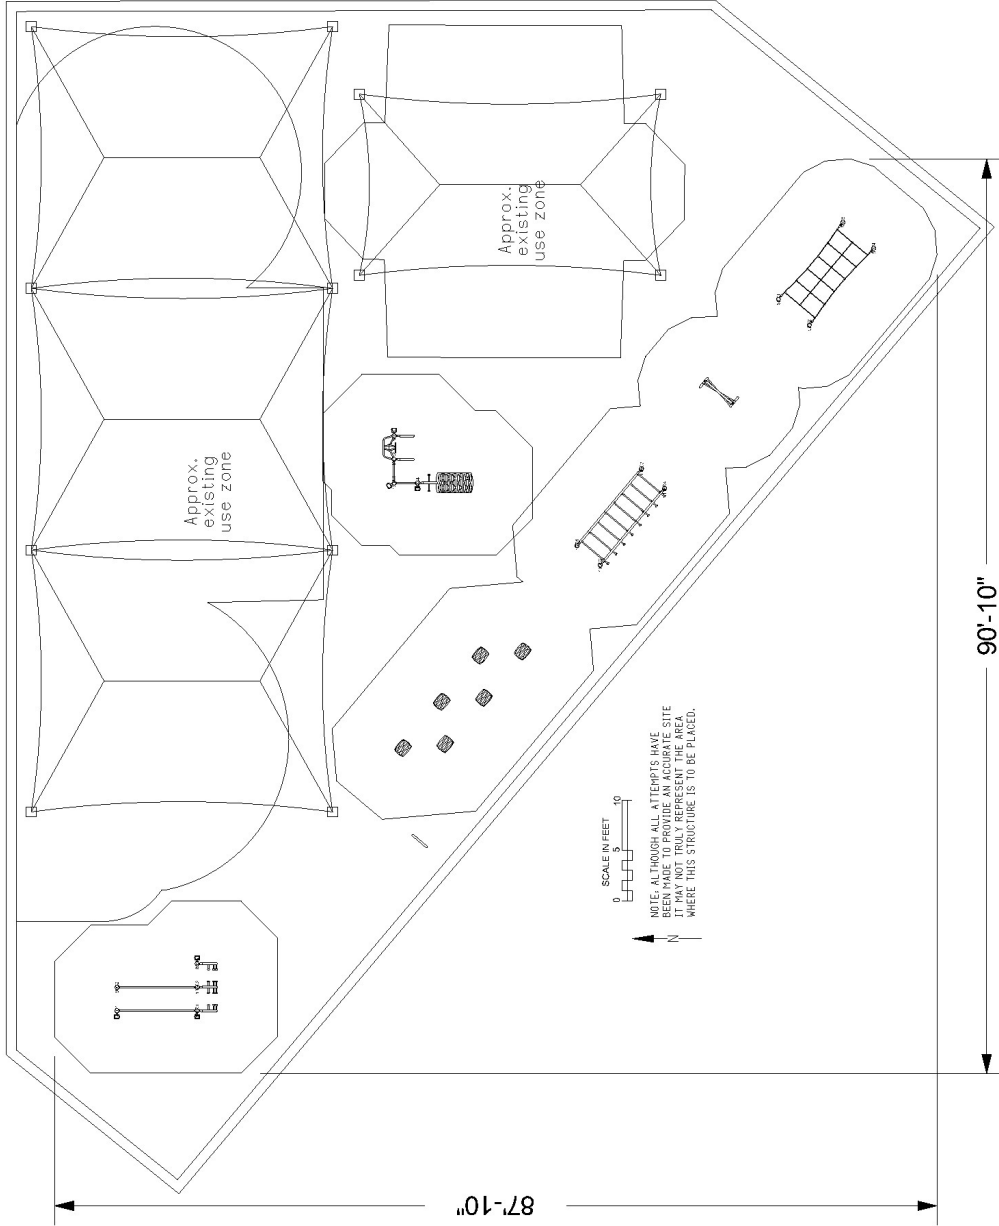 Approx.
existing
use zone
Approx.
existing
use zone
SCALE IN FEET
0 5 10
NOTE: ALTHOUGH ALL ATTEMPTS HAVE
BEEN MADE TO PROVIDE AN ACCURATE SITE
IT MAY NOT TRULY REPRESENT THE AREA
WHERE THIS STRUCTURE IS TO BE PLACED.
N
90'-10"
87'-10"